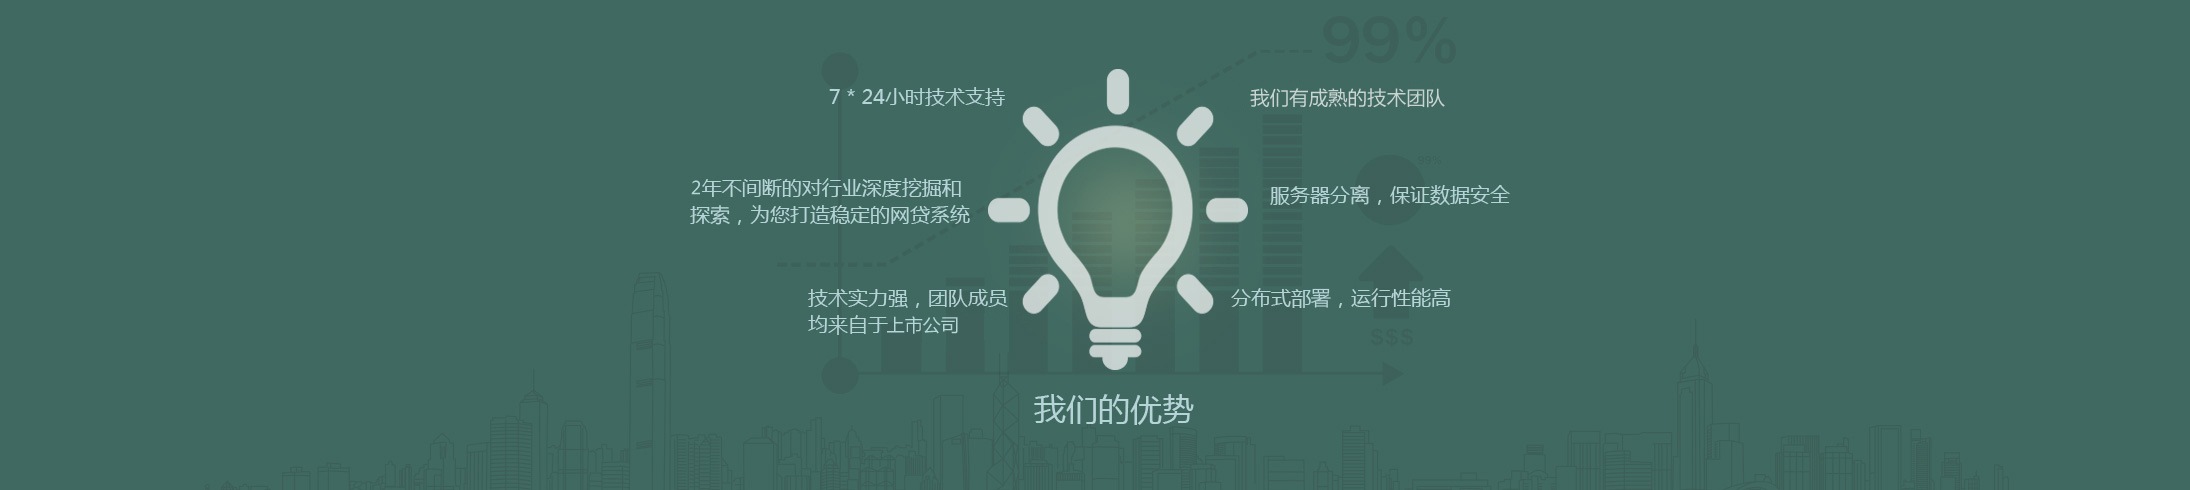 99%
7 * 24小时技术支持
我们有成熟的技术团队
99%
2年不间断的对行业深度挖掘和
探索，为您打造稳定的网贷系统
服务器分离，保证数据安全
技术实力强，团队成员
均来自于上市公司
分布式部署，运行性能高
$$$
我们的优势